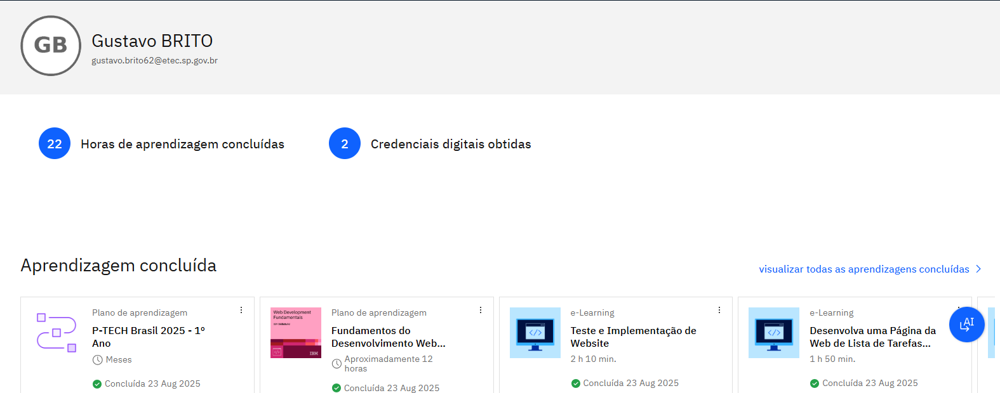 GB
Gustavo BRITO
gustavo.brito62@etec.sp.gov.br
22
Horas de aprendizagem concluídas
2
Credenciais digitais obtidas
Aprendizagem concluída
visualizar todas as aprendizagens concluídas
Plano de aprendizagem
P-TECH Brasil 2025 - 1º
Ano
Meses
Concluída 23 Aug 2025
Web Development
Fundamentals
IBM SkillsBuild
IBM
Plano de aprendizagem
Fundamentos do
Desenvolvimento Web...
Aproximadamente 12
horas
Concluída 23 Aug 2025
</>
e-Learning
Teste e Implementação de
Website
2 h 10 min.
Concluída 23 Aug 2025
</>
e-Learning
Desenvolva uma Página da
Web de Lista de Tarefas...
1 h 50 min.
Concluída 23 Aug 2025
AI